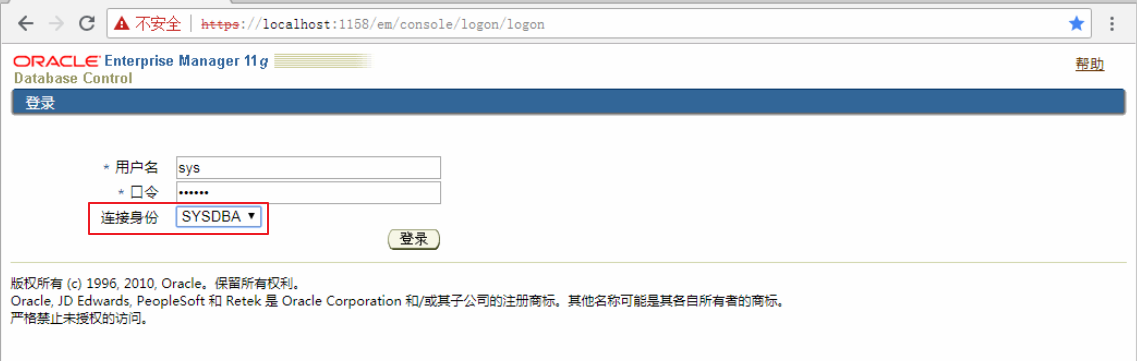 不安全 https://localhost:1158/em/console/logon/logon
ORACLE Enterprise Manager 11g
Database Control
帮助
登录
* 用户名 sys
* 口令 ••••••
连接身份 SYSDBA
登录
版权所有 (c) 1996, 2010, Oracle。保留所有权利。
Oracle, JD Edwards, PeopleSoft 和 Retek 是 Oracle Corporation 和/或其子公司的注册商标。其他名称可能是其各自所有者的商标。
严格禁止未授权的访问。